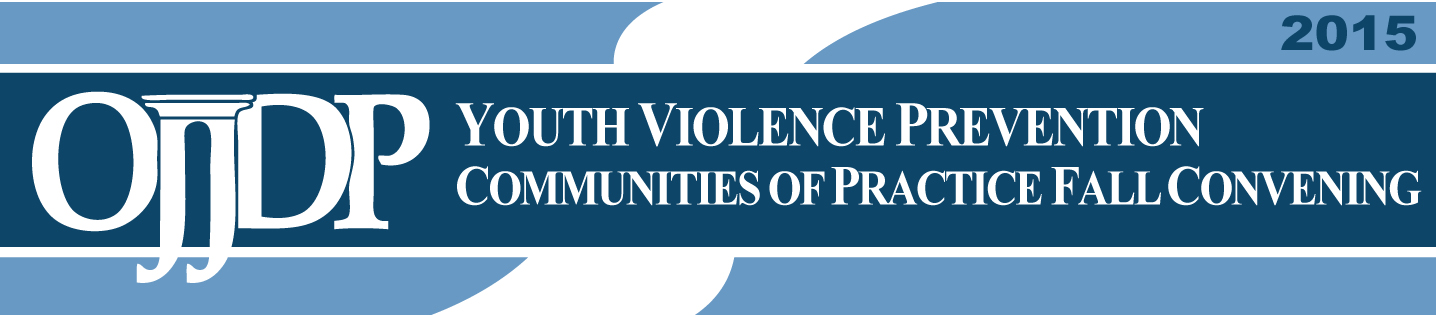 2015
OJJDP
YOUTH VIOLENCE PREVENTION
COMMUNITIES OF PRACTICE FALL CONVENING